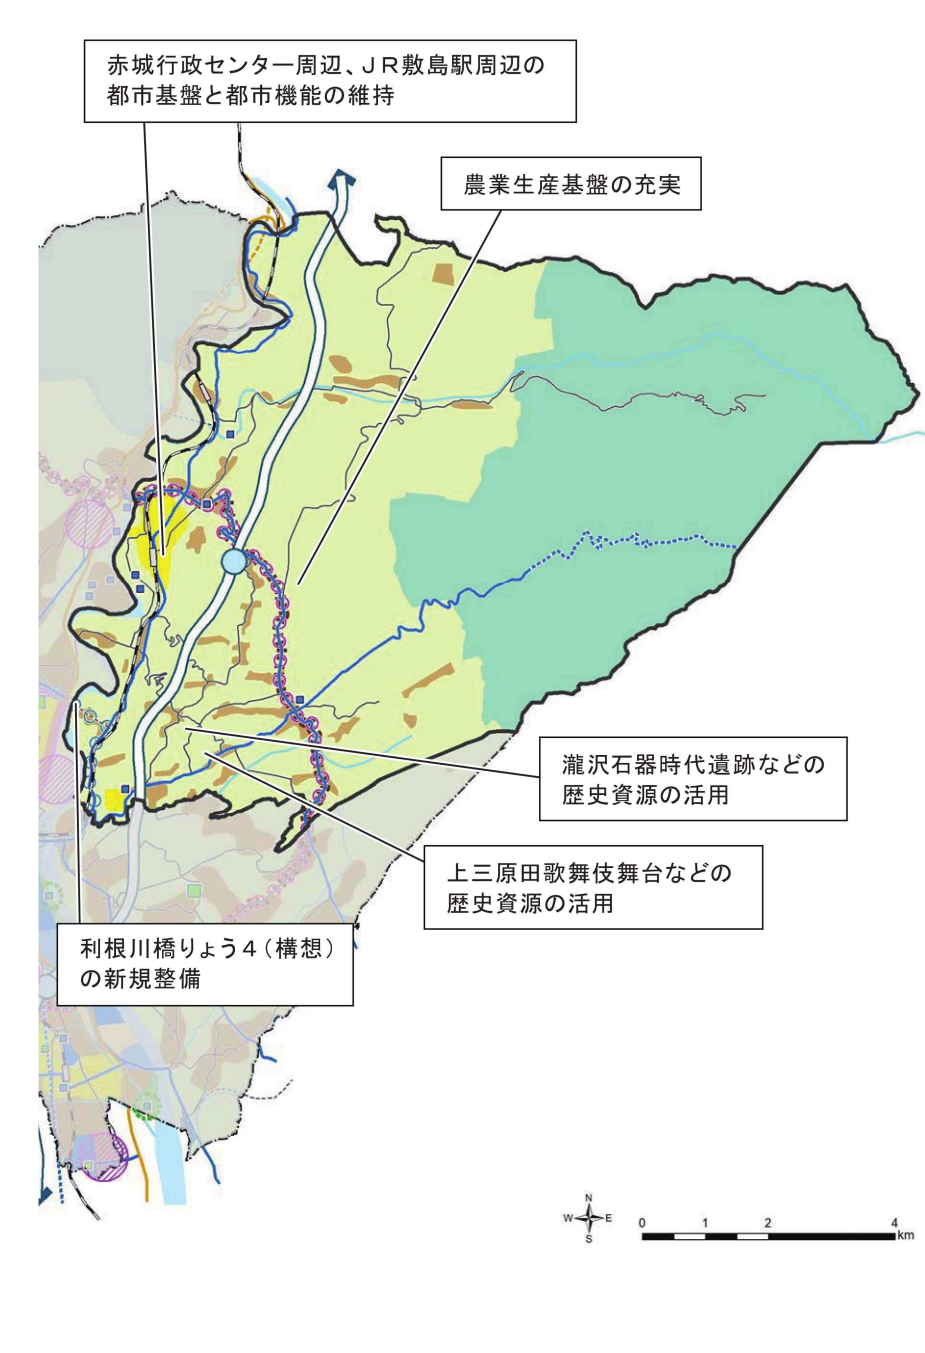 赤城行政センター周辺、ＪＲ敷島駅周辺の
都市基盤と都市機能の維持
農業生産基盤の充実
瀧沢石器時代遺跡などの
歴史資源の活用
上三原田歌舞伎舞台などの
歴史資源の活用
利根川橋りょう４（構想）
の新規整備
N
W E
S
0 1 2 4
km